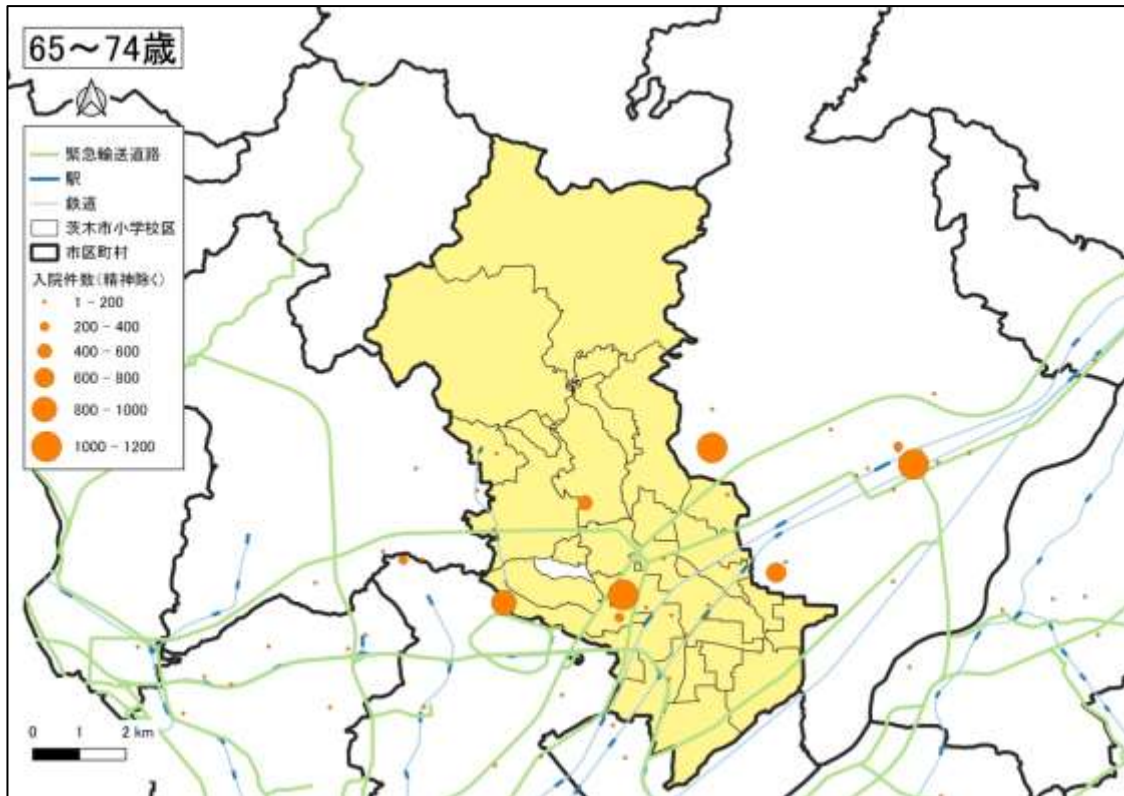 65～74歳
緊急輸送道路
駅
鉄道
茨木市小学校区
市区町村
入院件数(精神除く)
1 - 200
200 - 400
400 - 600
600 - 800
800 - 1000
1000 - 1200
0 1 2 km